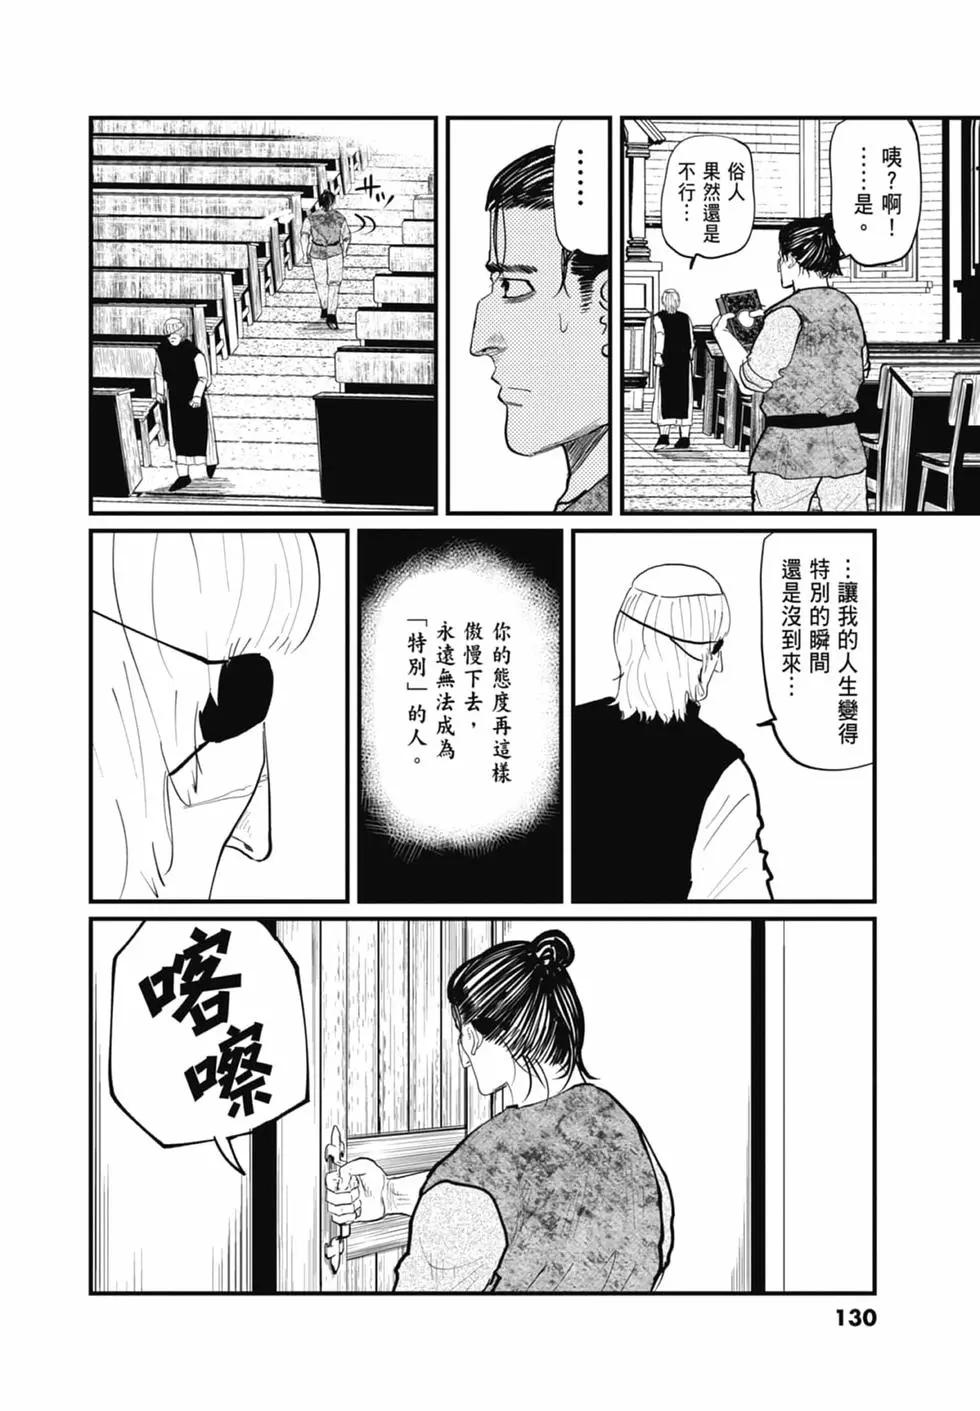 咦？啊！
……是。
俗人
果然還是
不行…
……
ササ
…讓我的人生變得
特別的瞬間
還是沒到來…
你的態度再這樣
傲慢下去，
永遠無法成為
「特別」的人。
喀
嚓
130